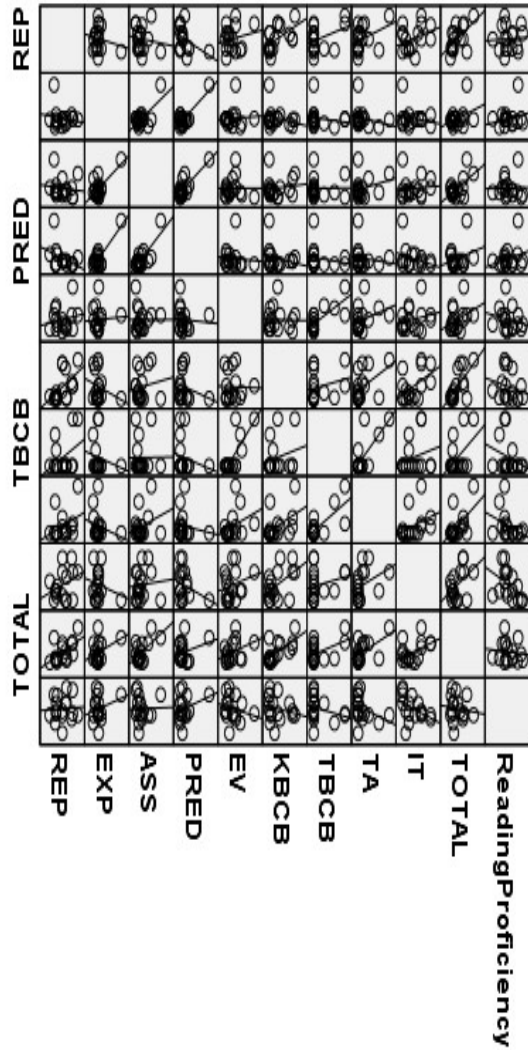 REP
PRED
TBCB
TOTAL
REP
EXP
ASS
PRED
EV
KBCB
TBCB
TA
IT
TOTAL
ReadingProficiency